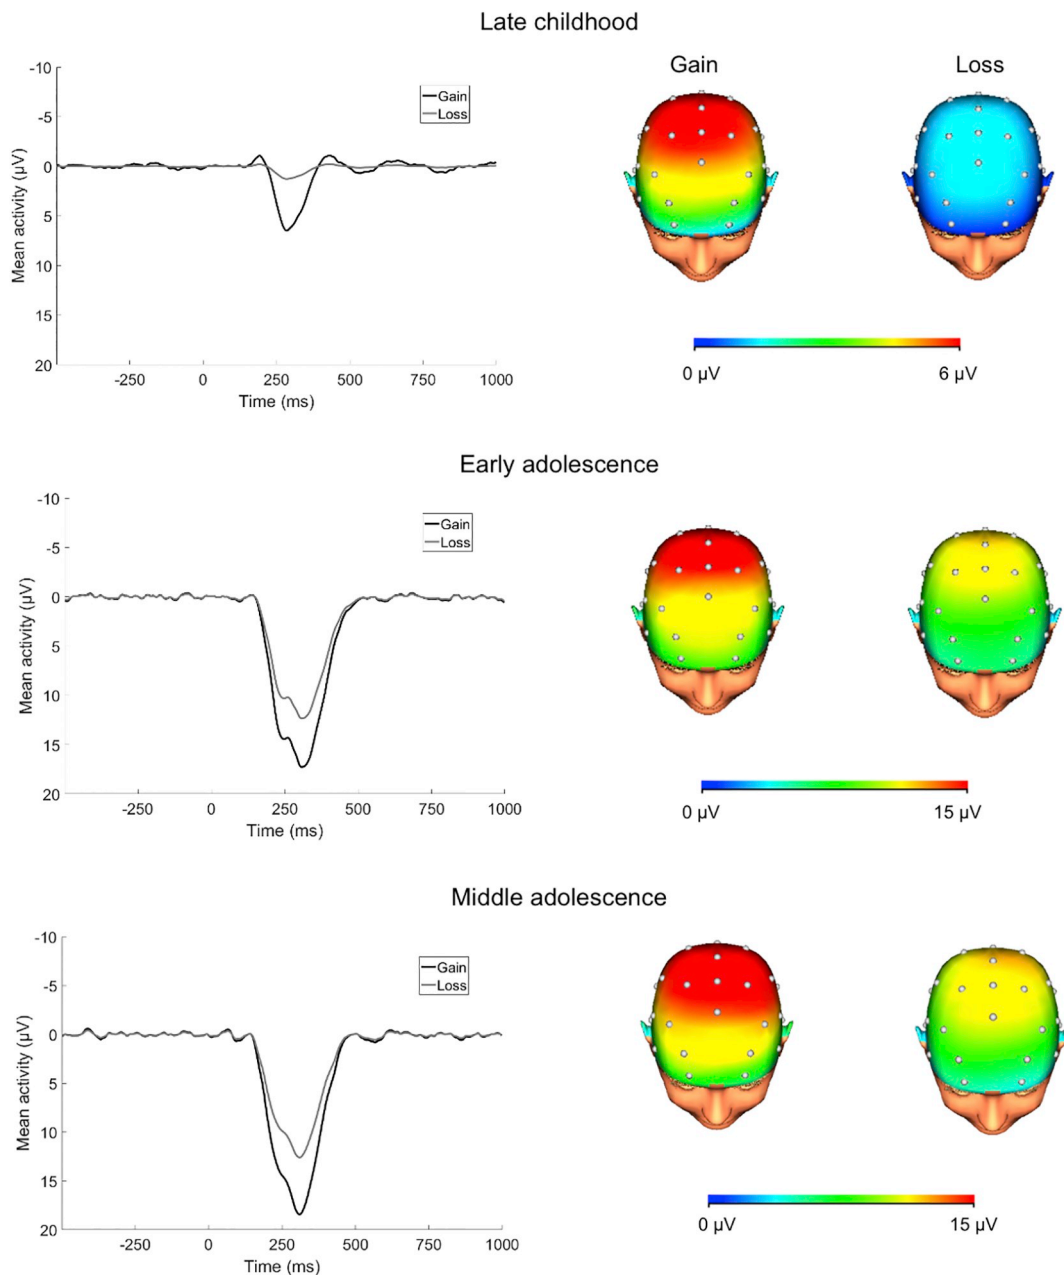 Late childhood
Gain
Loss
-10
-5
0
5
10
15
20
Mean activity (µV)
Gain
Loss
-250
0
250
500
750
1000
Time (ms)
0 µV
6 µV
Early adolescence
-10
-5
0
5
10
15
20
Mean activity (µV)
Gain
Loss
-250
0
250
500
750
1000
Time (ms)
0 µV
15 µV
Middle adolescence
-10
-5
0
5
10
15
20
Mean activity (µV)
Gain
Loss
-250
0
250
500
750
1000
Time (ms)
0 µV
15 µV